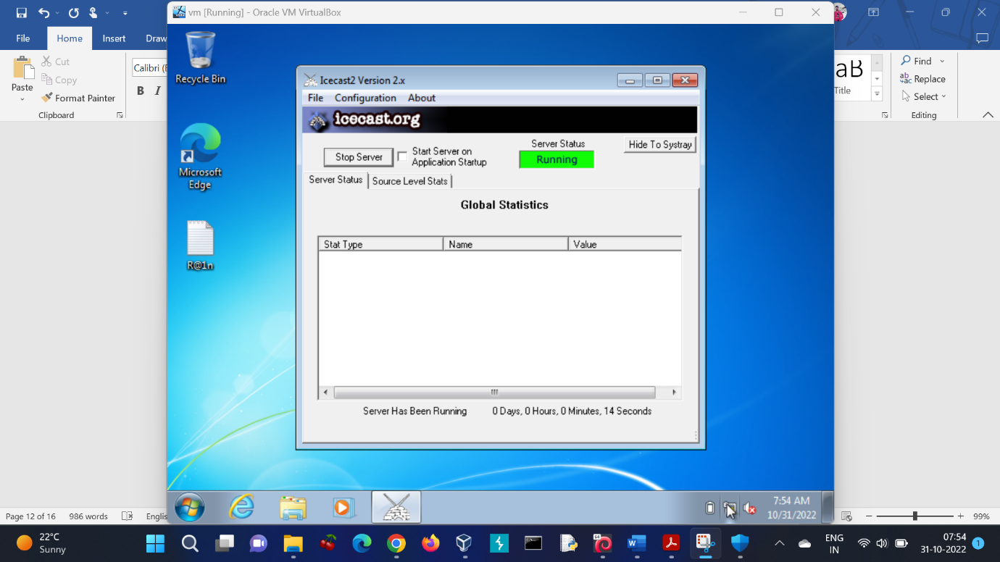 vm [Running] - Oracle VM VirtualBox
File Home Insert Draw
Cut
Copy
Paste
Format Painter
Clipboard
Calibri (
B I
aB
Title
Find
Replace
Select
Editing
Recycle Bin
Microsoft
Edge
R@1n
Icecast2 Version 2.x
File Configuration About
icecast.org
Stop Server
Start Server on
Application Startup
Server Status
Running
Hide To Systray
Server Status Source Level Stats
Global Statistics
Stat Type Name Value
Server Has Been Running 0 Days, 0 Hours, 0 Minutes, 14 Seconds
7:54 AM
10/31/2022
Page 12 of 16 986 words Englis
99%
22°C
Sunny
ENG
IN
07:54
31-10-2022
1